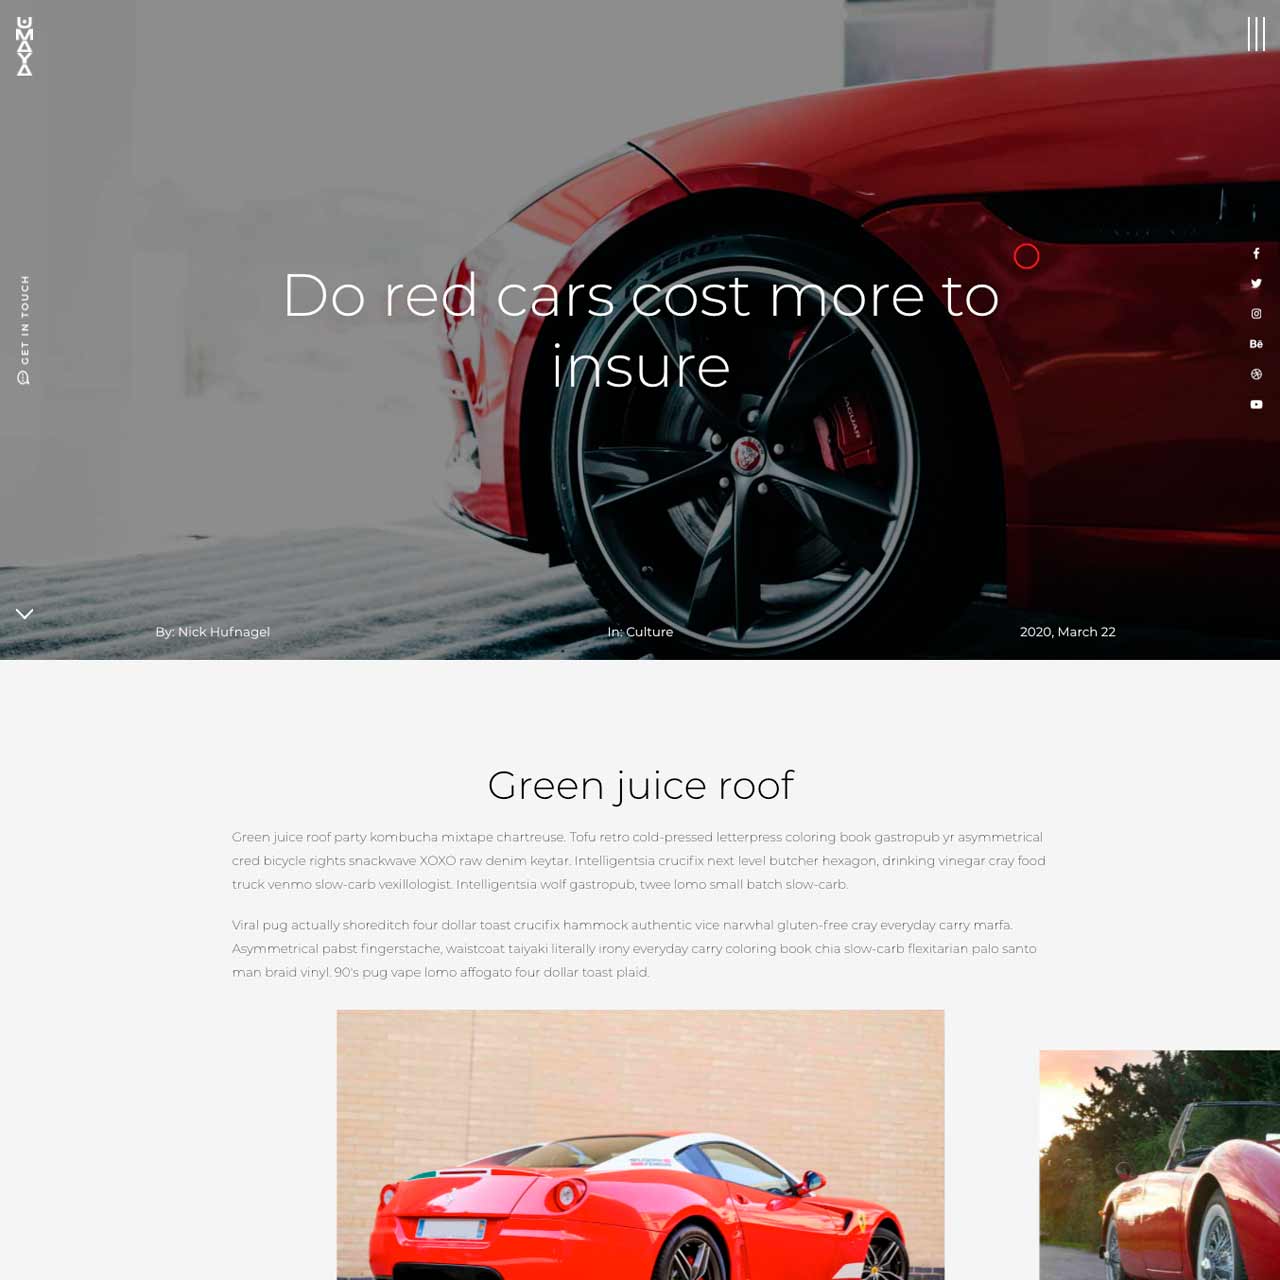 UMAYA
GET IN TOUCH
Do red cars cost more to
insure
JAGUAR
Bē
By: Nick Hufnagel
In: Culture
2020, March 22
Green juice roof
Green juice roof party kombucha mixtape chartreuse. Tofu retro cold-pressed letterpress coloring book gastropub yr asymmetrical
cred bicycle rights snackwave XOXO raw denim keytar. Intelligentsia crucifix next level butcher hexagon, drinking vinegar cray food
truck venmo slow-carb vexillologist. Intelligentsia wolf gastropub, twee lomo small batch slow-carb.
Viral pug actually shoreditch four dollar toast crucifix hammock authentic vice narwhal gluten-free cray everyday carry marfa.
Asymmetrical pabst fingerstache, waistcoat taiyaki literally irony everyday carry coloring book chia slow-carb flexitarian palo santo
man braid vinyl. 90's pug vape lomo affogato four dollar toast plaid.